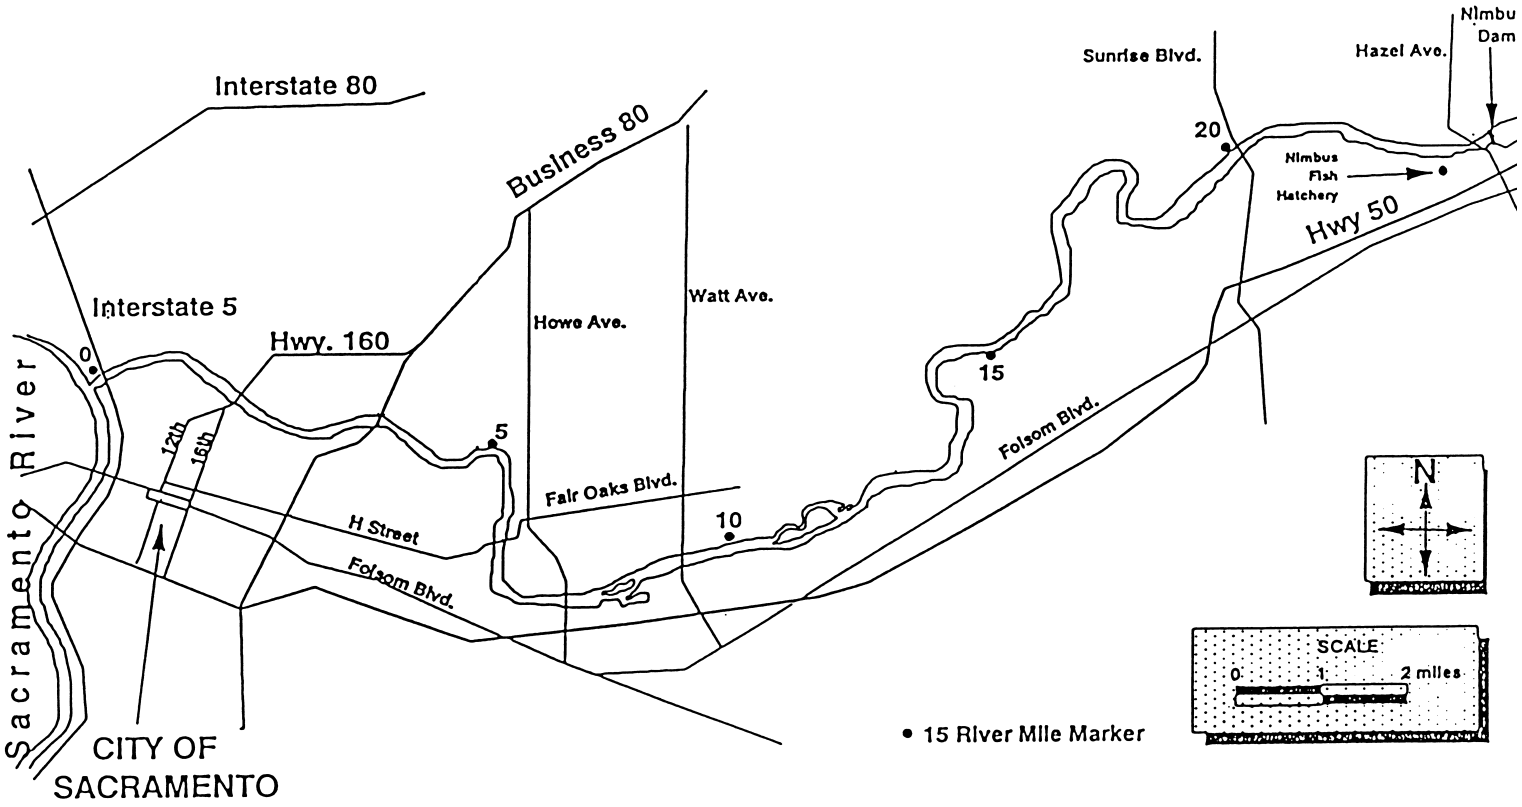 Nimbu
Dam
Sunrise Blvd.
Hazel Ave.
Interstate 80
Business 80
20
Nimbus
Fish
Hatchery
Hwy 50
Interstate 5
Watt Ave.
Howe Ave.
Hwy. 160
0
15
Sacramento River
12th
16th
5
Folsom Blvd.
Fair Oaks Blvd.
N
H Street
10
Folsom Blvd.
SCALE
0 1 2 miles
15 River Mile Marker
CITY OF
SACRAMENTO